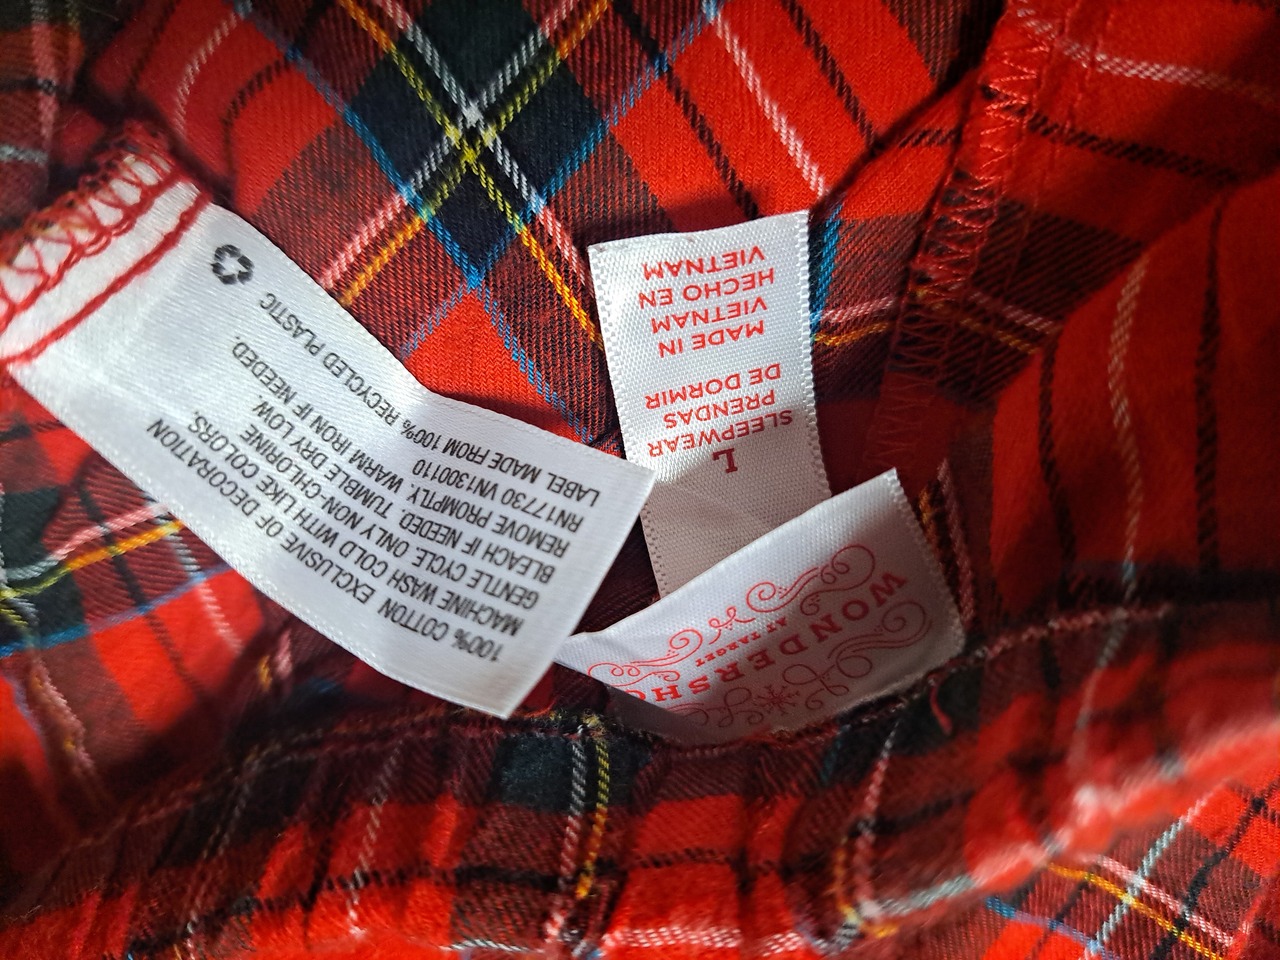 100% COTTON EXCLUSIVE OF DECORATION
MACHINE WASH COLD WITH LIKE COLORS,
GENTLE CYCLE. ONLY NON-CHLORINE
BLEACH IF NEEDED. TUMBLE DRY LOW.
REMOVE PROMPTLY. WARM IRON IF NEEDED.
RN17730 VN1300110
LABEL MADE FROM 100% RECYCLED PLASTIC
L
SLEEPWEAR
PRENDAS
DE DORMIR
MADE IN
VIETNAM
HECHO EN
VIETNAM
WONDERSHO
AT TARGET